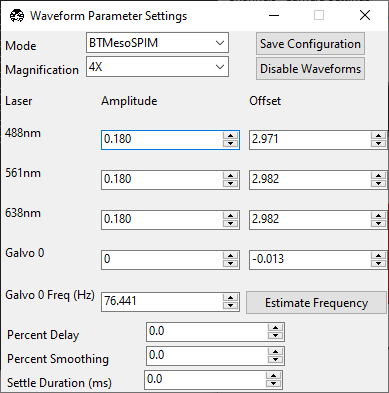 Waveform Parameter Settings
Mode BTMesoSPIM Save Configuration
Magnification 4X Disable Waveforms
Laser Amplitude Offset
488nm 0.180 2.971
561nm 0.180 2.982
638nm 0.180 2.982
Galvo 0 0 -0.013
Galvo 0 Freq (Hz) 76.441 Estimate Frequency
Percent Delay 0.0
Percent Smoothing 0.0
Settle Duration (ms) 0.0